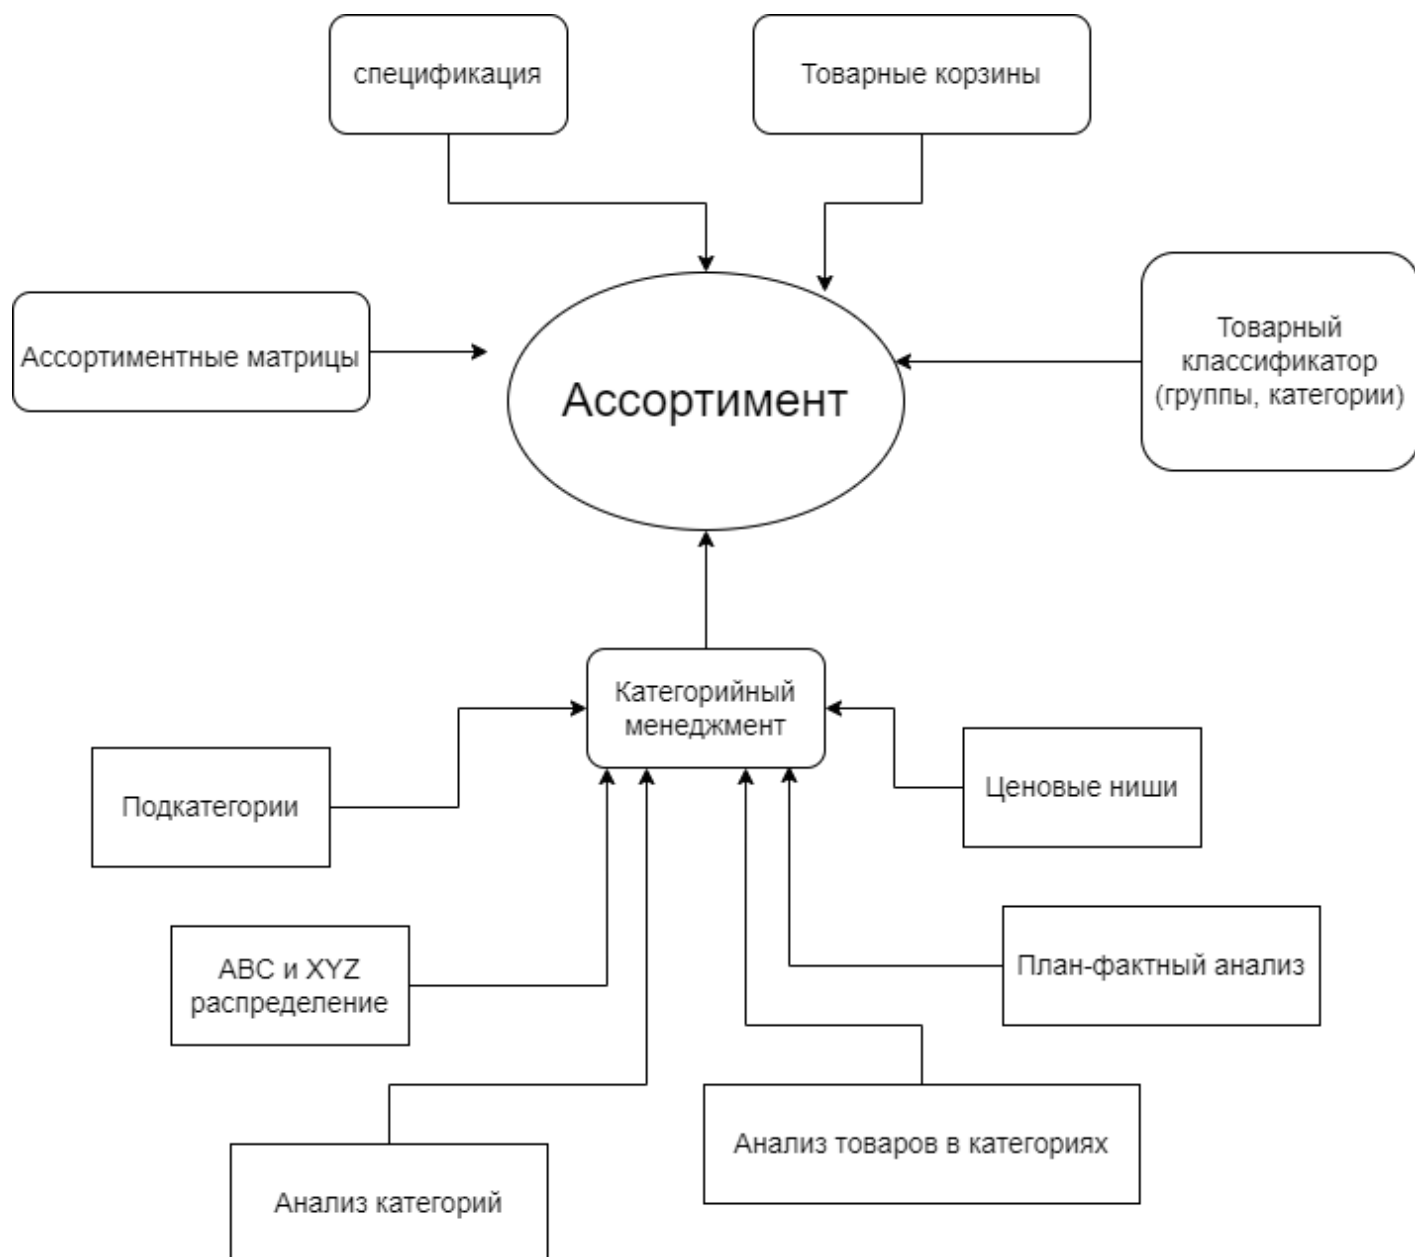 спецификация
Товарные корзины
Ассортиментные матрицы
Ассортимент
Товарный
классификатор
(группы, категории)
Категорийный
менеджмент
Подкатегории
Ценовые ниши
ABC и XYZ
распределение
План-фактный анализ
Анализ товаров в категориях
Анализ категорий